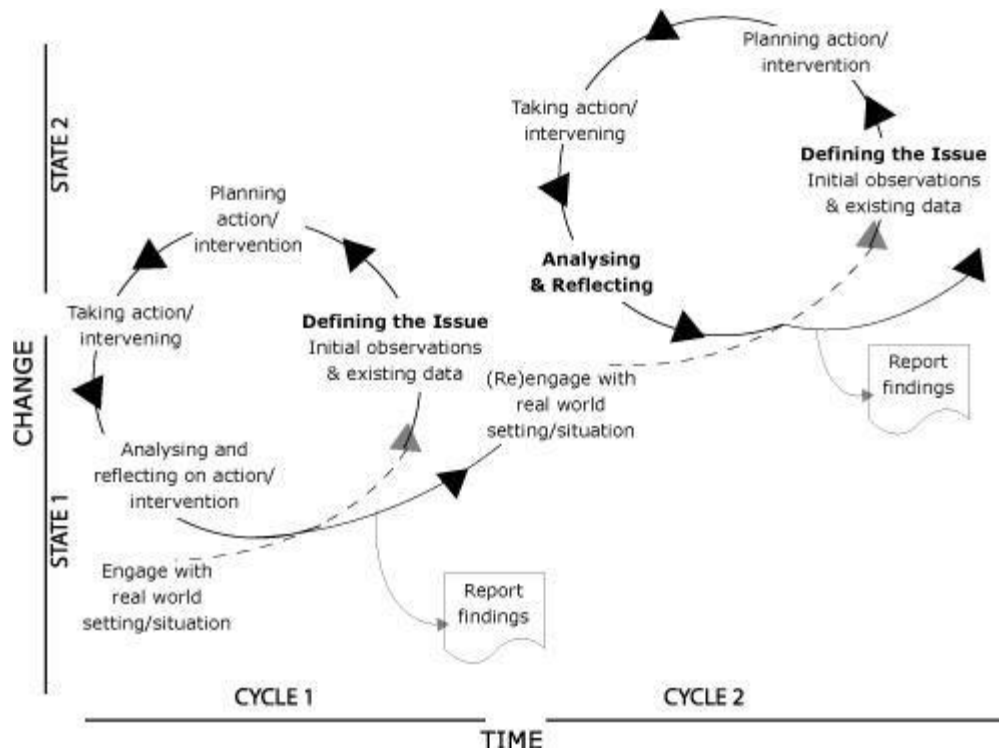 Planning action/
intervention
Taking action/
intervening
Defining the Issue
Initial observations
& existing data
Analysing
& Reflecting
Report
findings
STATE 2
Planning
action/
intervention
Taking action/
intervening
Defining the Issue
Initial observations
& existing data
(Re)engage with
real world
setting/situation
CHANGE
Analysing and
reflecting on action/
intervention
STATE 1
Engage with
real world
setting/situation
Report
findings
CYCLE 1
CYCLE 2
TIME